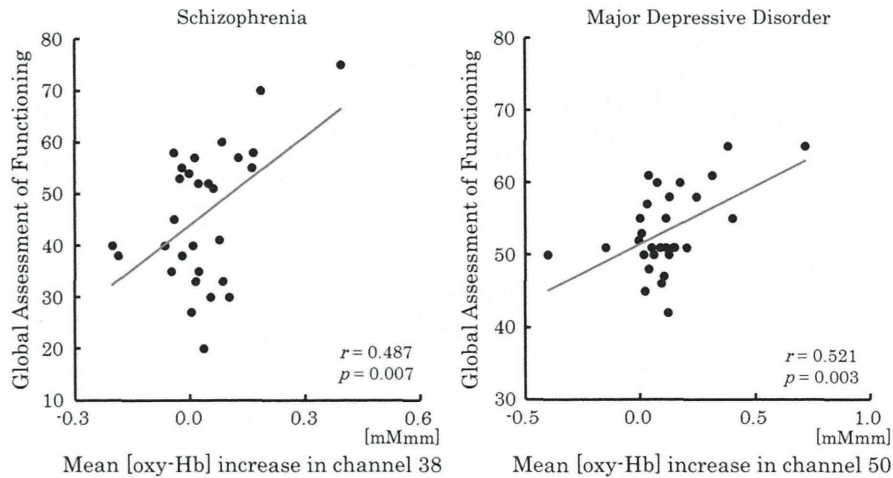 Schizophrenia
Global Assessment of Functioning
80
70
60
50
40
30
20
10
r = 0.487
p = 0.007
-0.3
0.0
0.3
0.6
[mMmm]
Mean [oxy-Hb] increase in channel 38
Major Depressive Disorder
Global Assessment of Functioning
80
70
60
50
40
30
r = 0.521
p = 0.003
-0.5
0.0
0.5
1.0
[mMmm]
Mean [oxy-Hb] increase in channel 50